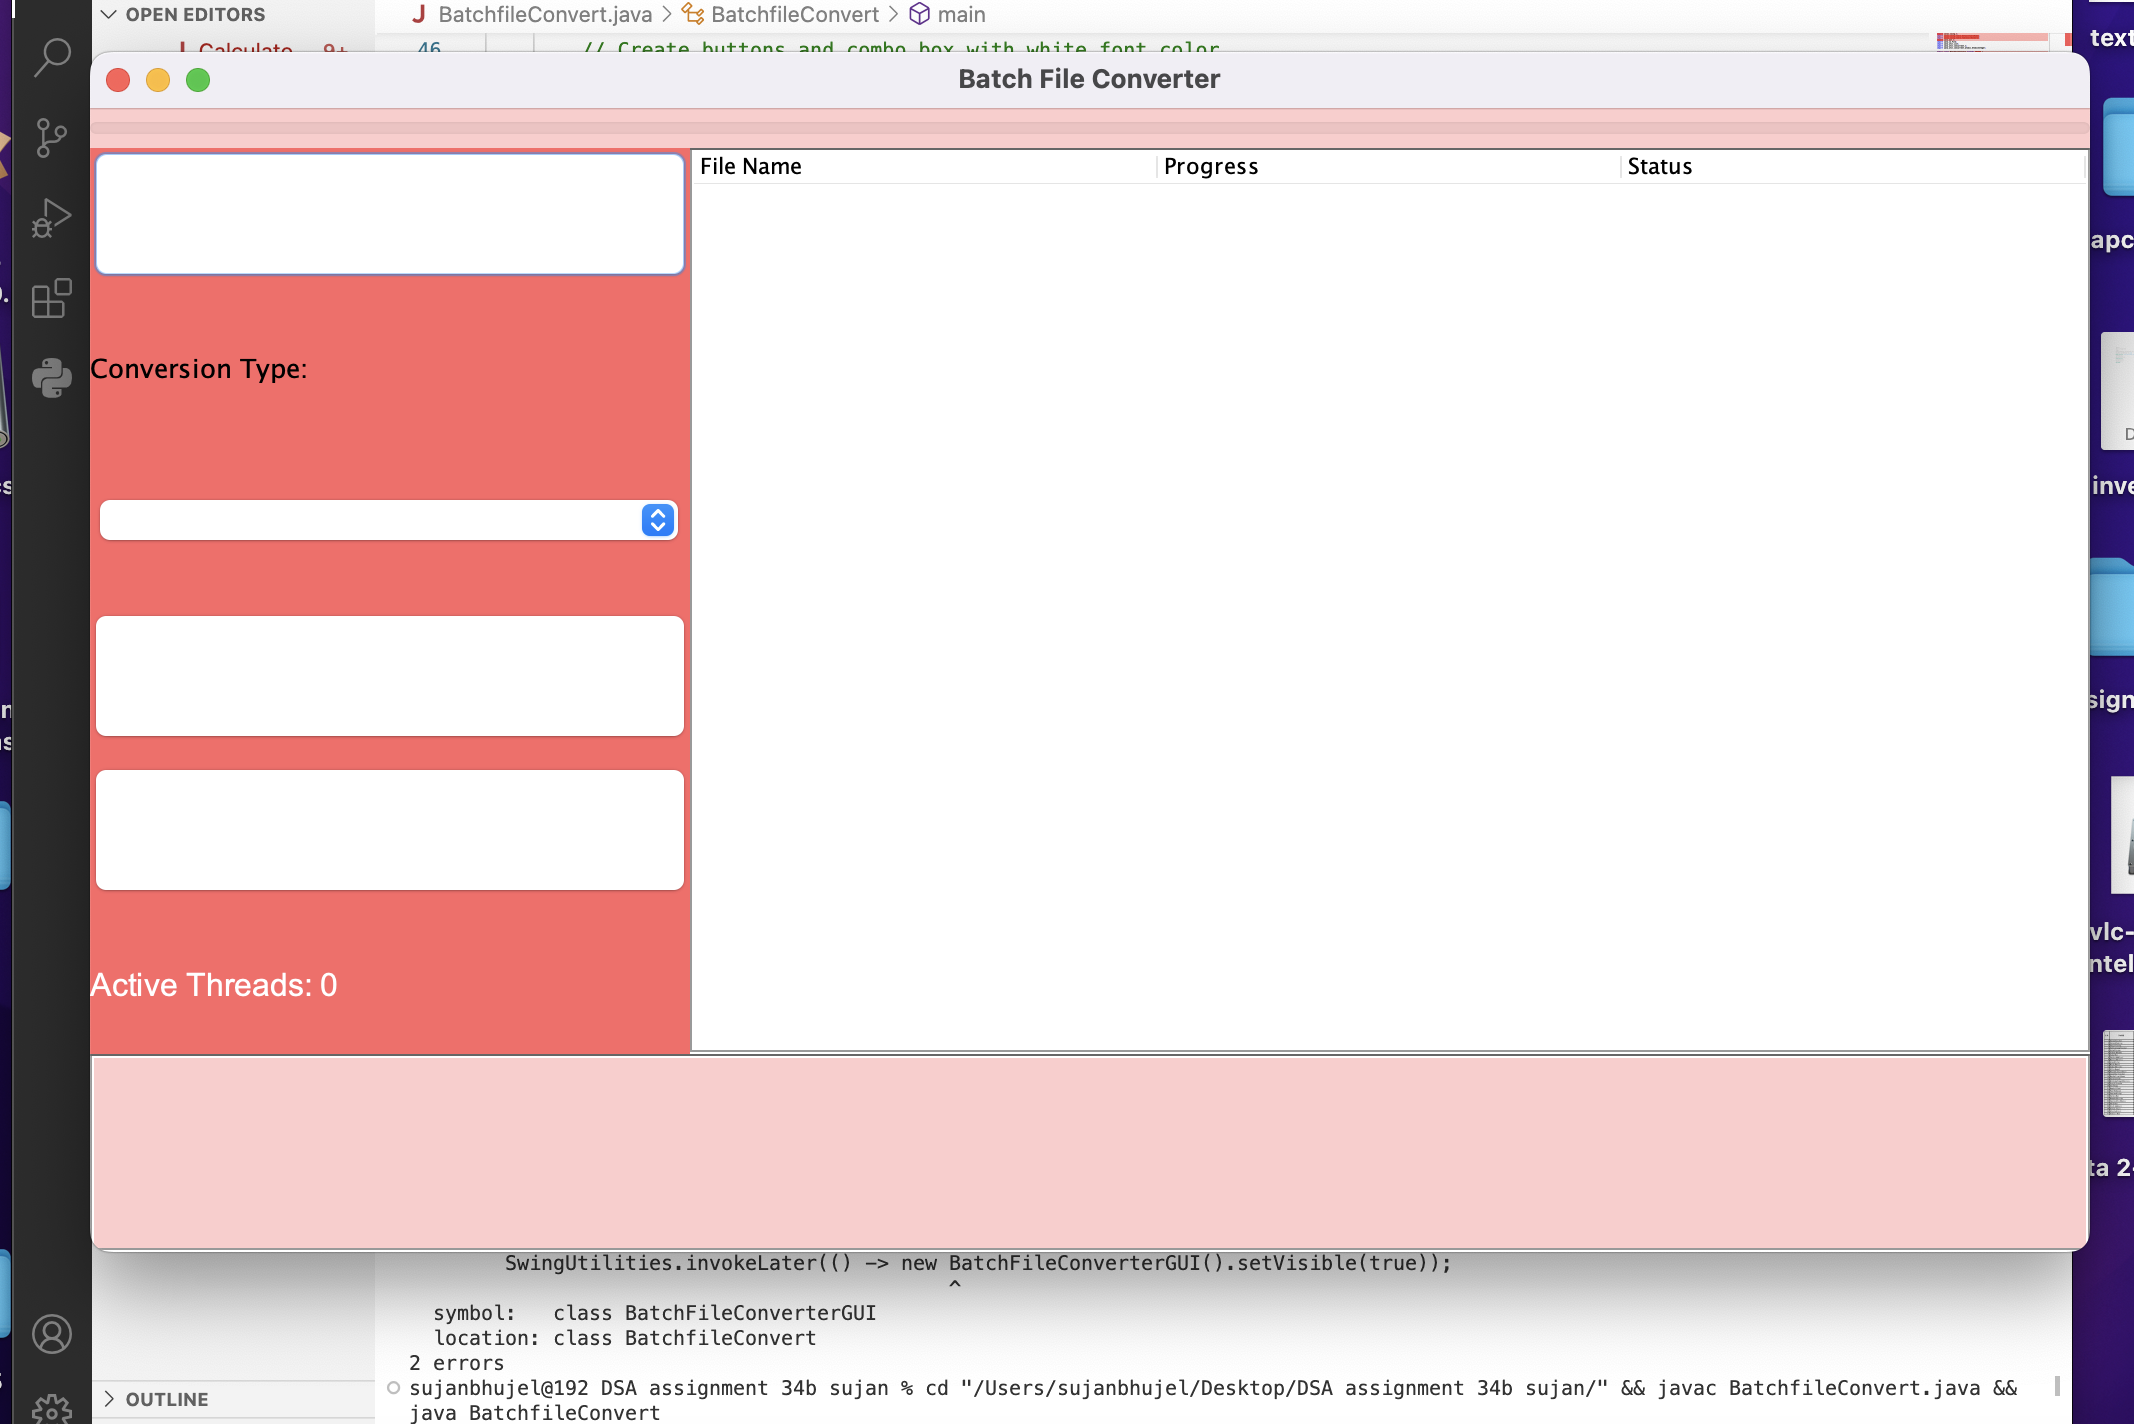 OPEN EDITORS
BatchfileConvert.java > BatchfileConvert > main
J Calculate 9+
46 // Create buttons and combo box with white font color
Batch File Converter
File Name Progress Status
Conversion Type:
Active Threads: 0
SwingUtilities.invokeLater(() -> new BatchFileConverterGUI().setVisible(true));
^
symbol: class BatchFileConverterGUI
location: class BatchfileConvert
2 errors
sujanbhujel@192 DSA assignment 34b sujan % cd "/Users/sujanbhujel/Desktop/DSA assignment 34b sujan/" && javac BatchfileConvert.java &&
java BatchfileConvert
OUTLINE
text
apc
inve
sign
vlc-
ntel
ta 2-